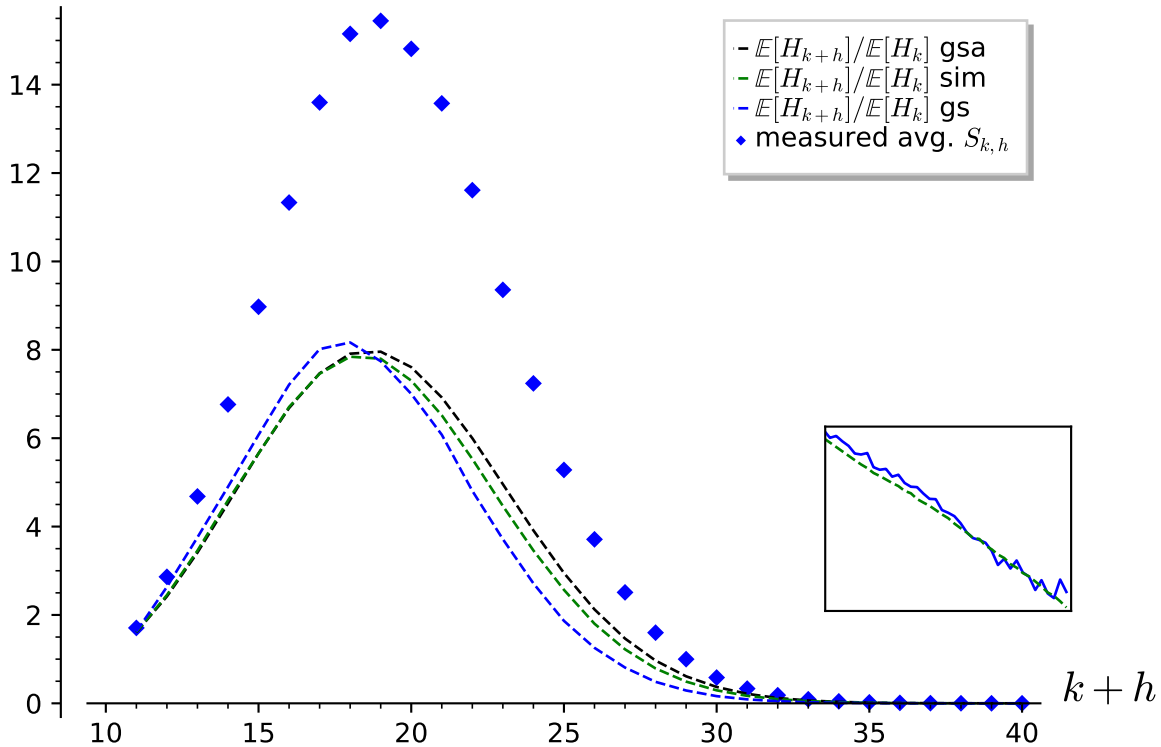 14
12
10
8
6
4
2
0
10 15 20 25 30 35 40
k + h
𝔼[H_{k+h}]/𝔼[H_k] gsa
𝔼[H_{k+h}]/𝔼[H_k] sim
𝔼[H_{k+h}]/𝔼[H_k] gs
measured avg. S_{k,h}